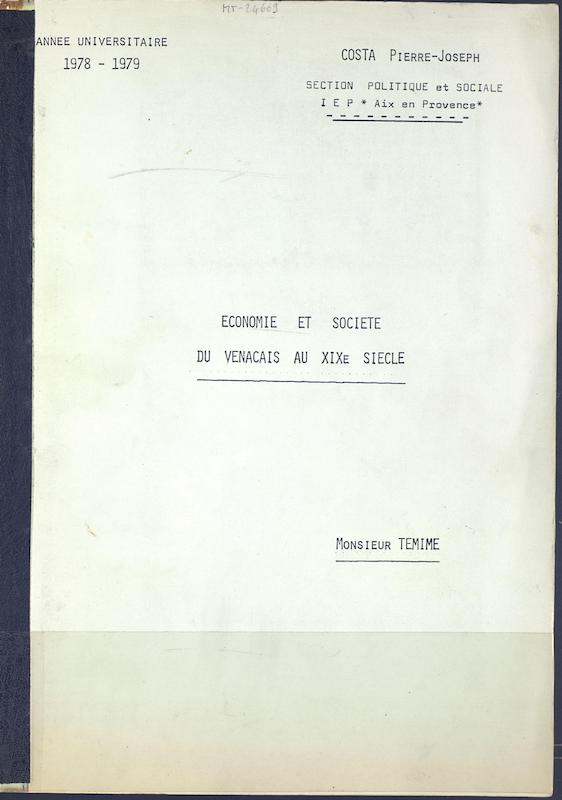 MT-24609
ANNEE UNIVERSITAIRE
1978 - 1979
COSTA PIERRE-JOSEPH
SECTION POLITIQUE et SOCIALE
I E P * Aix en Provence*
ECONOMIE ET SOCIETE
DU VENACAIS AU XIXE SIECLE
MONSIEUR TEMIME